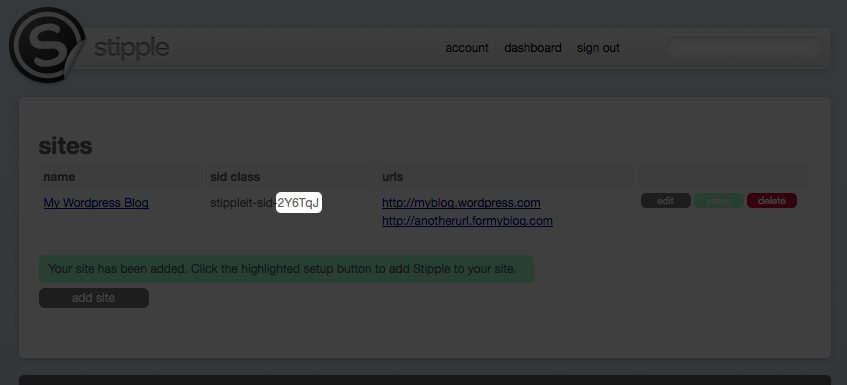 S stipple account dashboard sign out
sites
name sid class urls
My Wordpress Blog stippleit-sid-2Y6TqJ http://myblog.wordpress.com edit setup delete
http://anotherurl.formyblog.com
Your site has been added. Click the highlighted setup button to add Stipple to your site.
add site